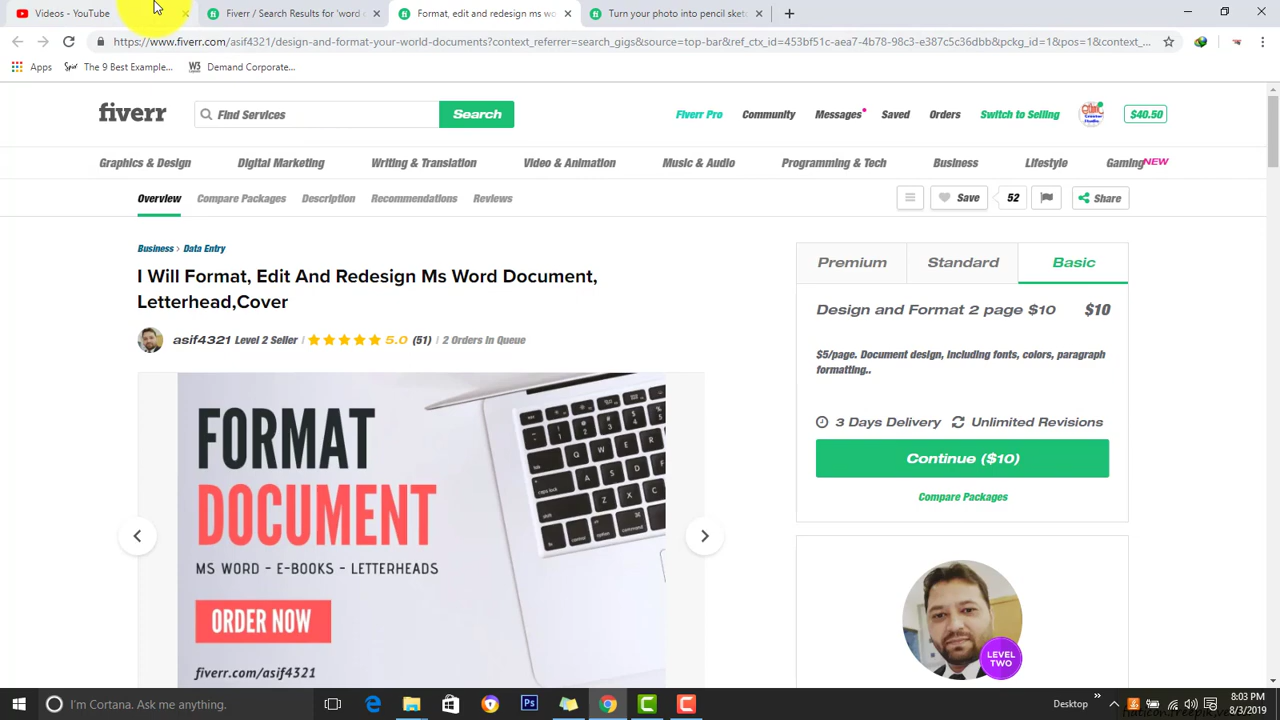 Videos - YouTube
Fiverr / Search Results for 'word
Format, edit and redesign ms wo
Turn your photo into pencil sketc
https://www.fiverr.com/asif4321/design-and-format-your-world-documents?context_referrer=search_gigs&source=top-bar&ref_ctx_id=453bf51c-aea7-4b78-98c3-e387c5c36dbb&pckg_id=1&pos=1&context_...
Apps
The 9 Best Example...
Demand Corporate...
fiverr
Find Services
Search
Fiverr Pro
Community
Messages
Saved
Orders
Switch to Selling
$40.50
Graphics & Design
Digital Marketing
Writing & Translation
Video & Animation
Music & Audio
Programming & Tech
Business
Lifestyle
Gaming NEW
Overview
Compare Packages
Description
Recommendations
Reviews
Save
52
Share
Business › Data Entry
I Will Format, Edit And Redesign Ms Word Document,
Letterhead,Cover
asif4321 Level 2 Seller | 5.0 (51) | 2 Orders in Queue
FORMAT
DOCUMENT
MS WORD - E-BOOKS - LETTERHEADS
ORDER NOW
fiverr.com/asif4321
Premium
Standard
Basic
Design and Format 2 page $10 $10
$5/page. Document design, including fonts, colors, paragraph
formatting..
3 Days Delivery
Unlimited Revisions
Continue ($10)
Compare Packages
LEVEL
TWO
I'm Cortana. Ask me anything.
Desktop
8:03 PM
8/3/2019